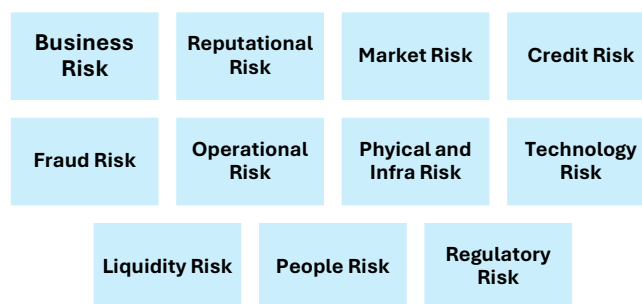 Business
Risk
Reputational
Risk
Market Risk
Credit Risk
Fraud Risk
Operational
Risk
Phyical and
Infra Risk
Technology
Risk
Liquidity Risk
People Risk
Regulatory
Risk